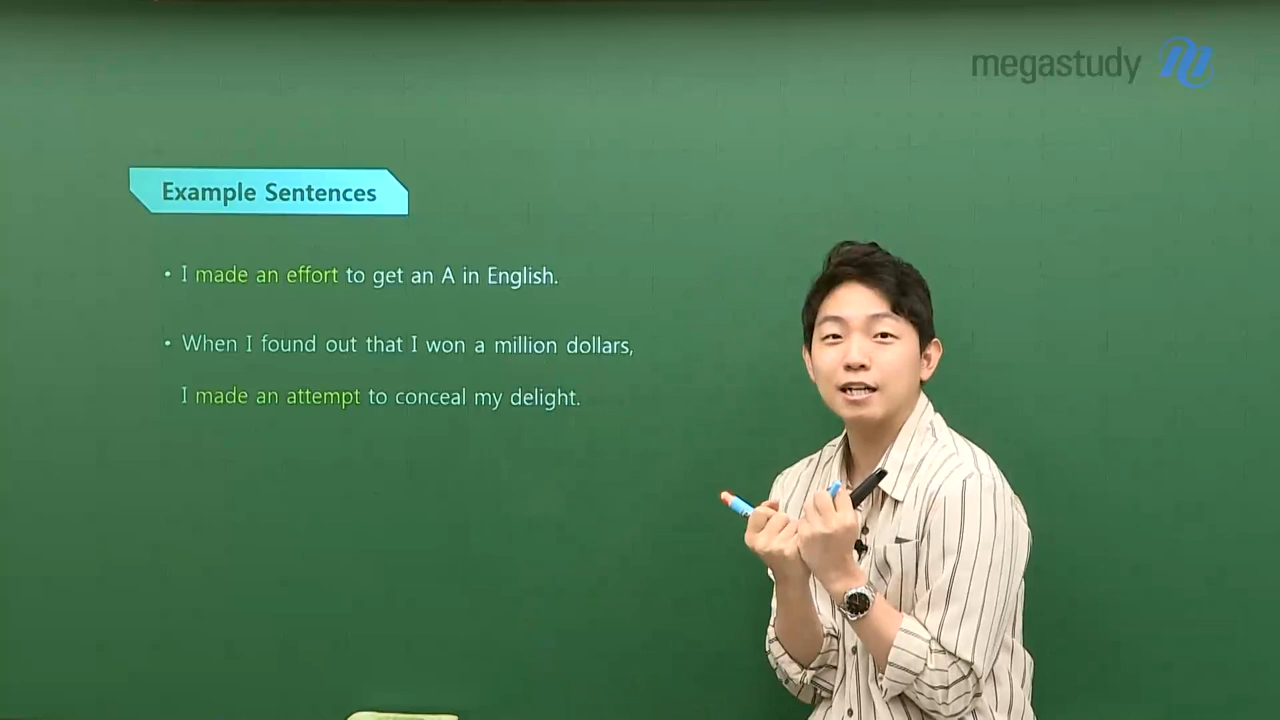 megastudy
Example Sentences
• I made an effort to get an A in English.
• When I found out that I won a million dollars,
I made an attempt to conceal my delight.